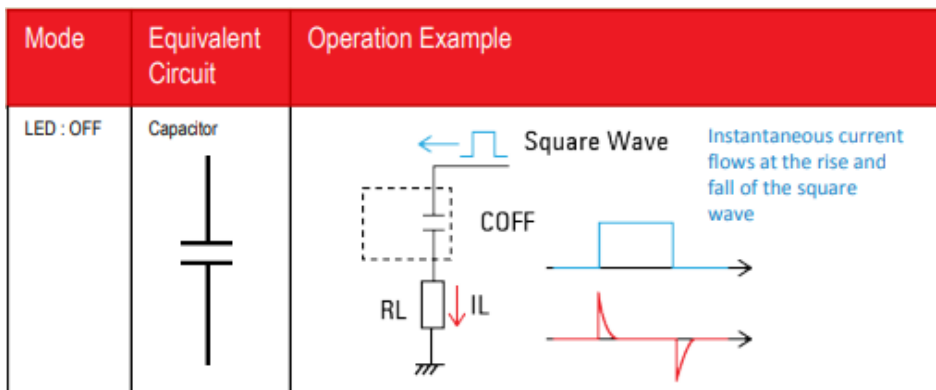 Mode
Equivalent
Circuit
Operation Example
LED : OFF
Capacitor
Square Wave
Instantaneous current
flows at the rise and
fall of the square
wave
COFF
RL
IL